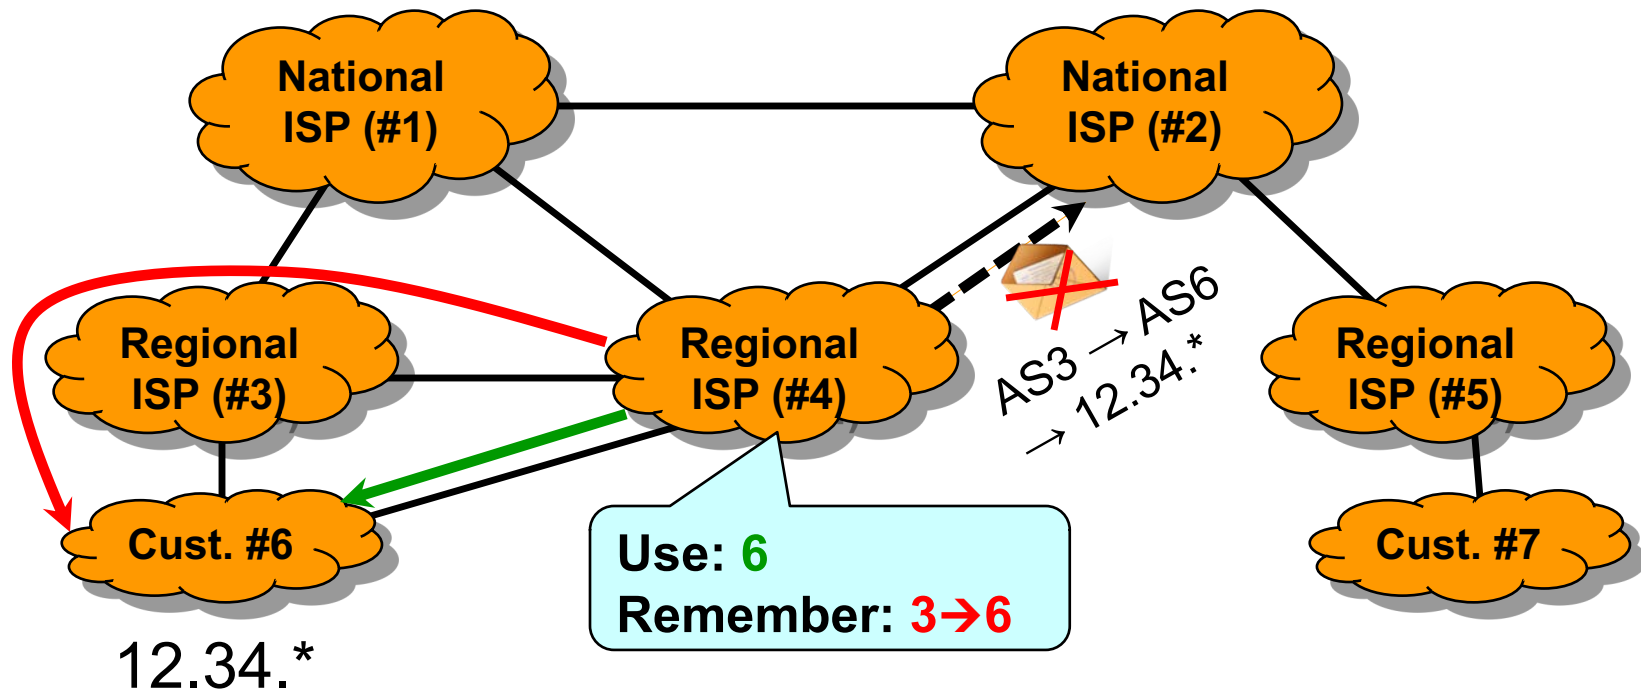 National
ISP (#1)
National
ISP (#2)
Regional
ISP (#3)
Regional
ISP (#4)
AS3 → AS6
→ 12.34.*
Regional
ISP (#5)
Cust. #6
Cust. #7
Use: 6
Remember: 3→6
12.34.*